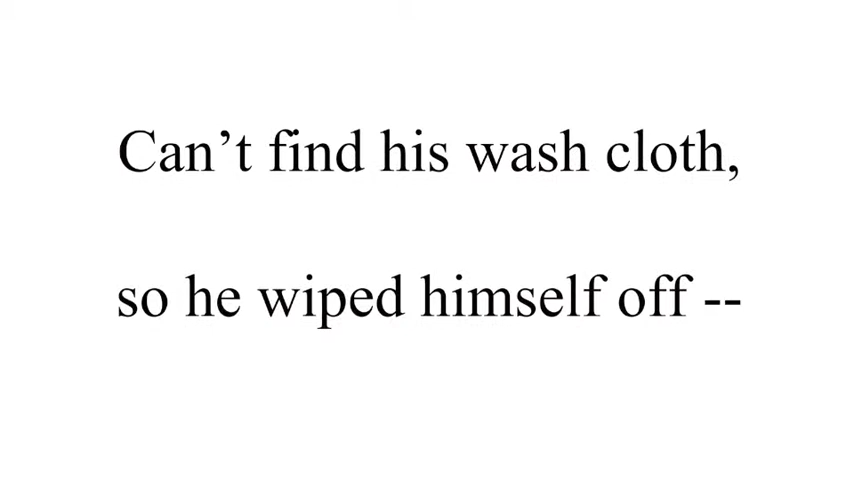 Can’t find his wash cloth,
so he wiped himself off --